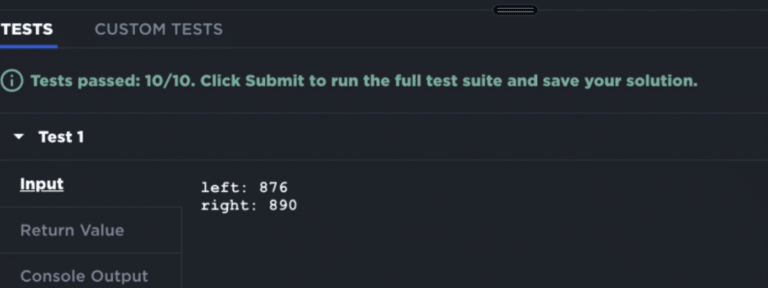 TESTS CUSTOM TESTS
Tests passed: 10/10. Click Submit to run the full test suite and save your solution.
Test 1
Input
left: 876
right: 890
Return Value
Console Output